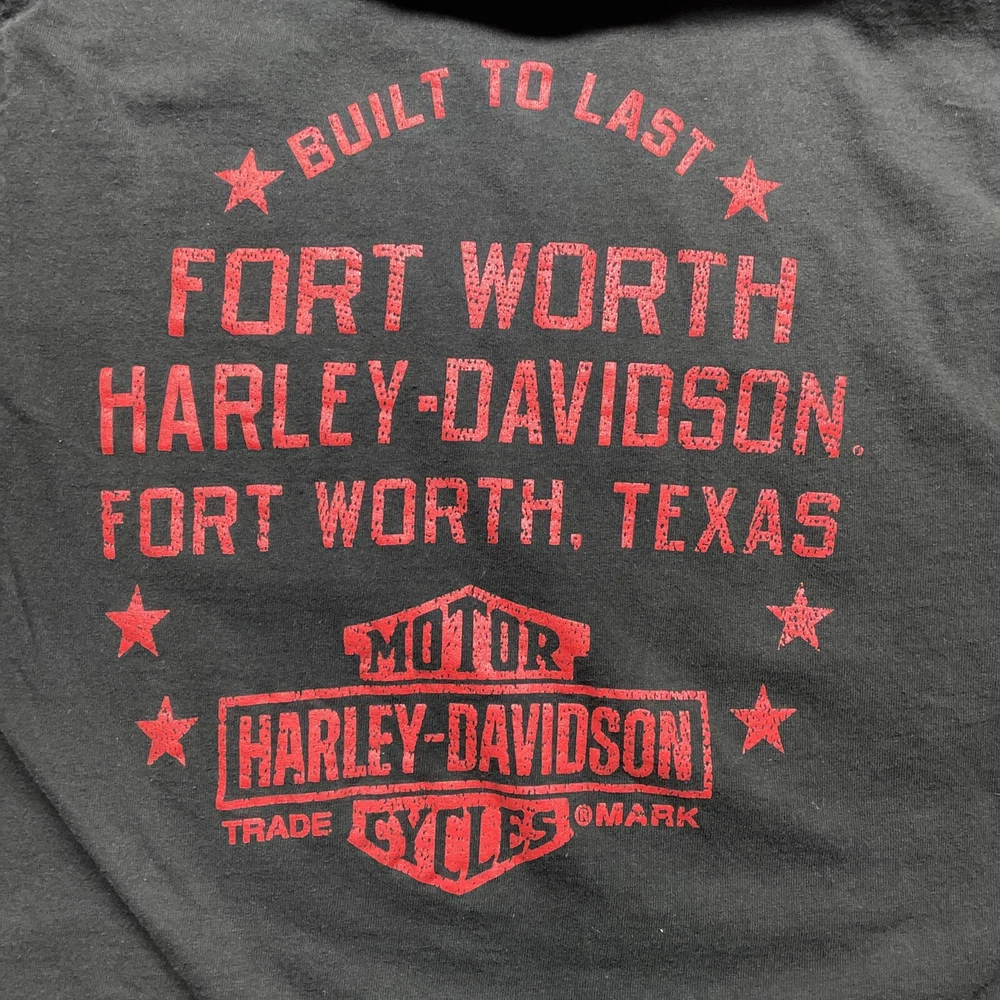 BUILT TO LAST
FORT WORTH
HARLEY-DAVIDSON®
FORT WORTH, TEXAS
MOTOR
HARLEY-DAVIDSON
TRADE CYCLES ® MARK